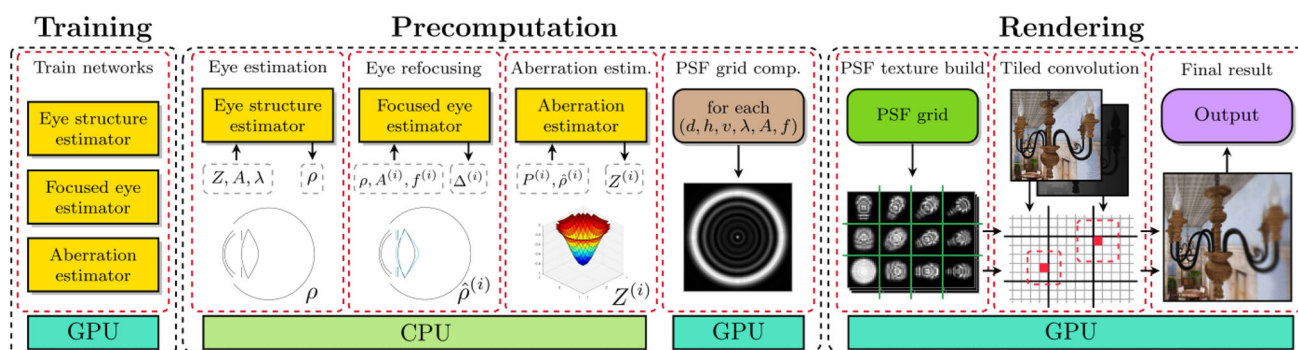 Training
Precomputation
Rendering
Train networks
Eye structure
estimator
Focused eye
estimator
Aberration
estimator
GPU
Eye estimation
Eye structure
estimator
Z, A, λ
ρ
ρ
Eye refocusing
Focused eye
estimator
ρ, A^(i), f^(i)
Δ^(i)
ρ̂^(i)
Aberration estim.
Aberration
estimator
P^(i), ρ̂^(i)
Z^(i)
Z^(i)
CPU
PSF grid comp.
for each
(d, h, v, λ, A, f)
GPU
PSF texture build
PSF grid
Tiled convolution
Final result
Output
GPU